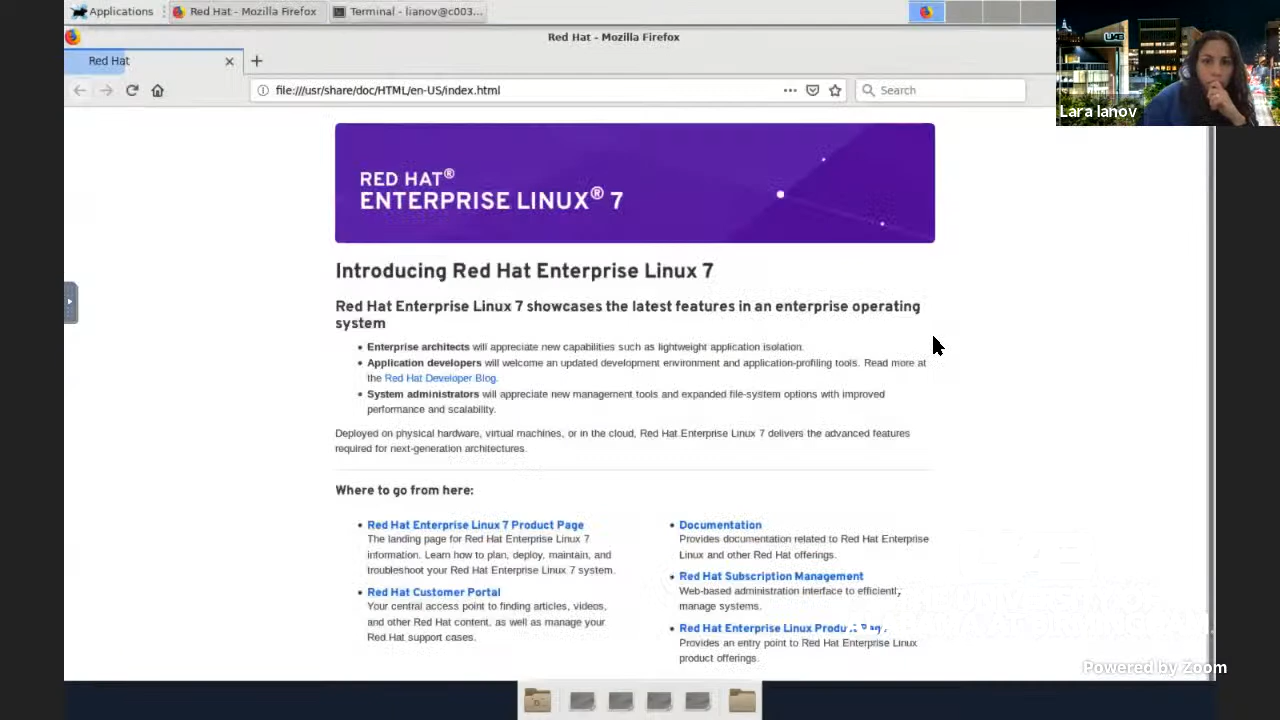 Applications
Red Hat - Mozilla Firefox
Terminal - lianov@c003...
Red Hat - Mozilla Firefox
Red Hat
file:///usr/share/doc/HTML/en-US/index.html
Search
UAB
Lara Ianov
RED HAT®
ENTERPRISE LINUX® 7
Introducing Red Hat Enterprise Linux 7
Red Hat Enterprise Linux 7 showcases the latest features in an enterprise operating
system
Enterprise architects will appreciate new capabilities such as lightweight application isolation.
Application developers will welcome an updated development environment and application-profiling tools. Read more at
the Red Hat Developer Blog.
System administrators will appreciate new management tools and expanded file-system options with improved
performance and scalability.
Deployed on physical hardware, virtual machines, or in the cloud, Red Hat Enterprise Linux 7 delivers the advanced features
required for next-generation architectures.
Where to go from here:
Red Hat Enterprise Linux 7 Product Page
The landing page for Red Hat Enterprise Linux 7
information. Learn how to plan, deploy, maintain, and
troubleshoot your Red Hat Enterprise Linux 7 system.
Red Hat Customer Portal
Your central access point to finding articles, videos,
and other Red Hat content, as well as manage your
Red Hat support cases.
Documentation
Provides documentation related to Red Hat Enterprise
Linux and other Red Hat offerings.
Red Hat Subscription Management
Web-based administration interface to efficiently
manage systems.
Red Hat Enterprise Linux Product Page
Provides an entry point to Red Hat Enterprise Linux
product offerings.
Powered by Zoom